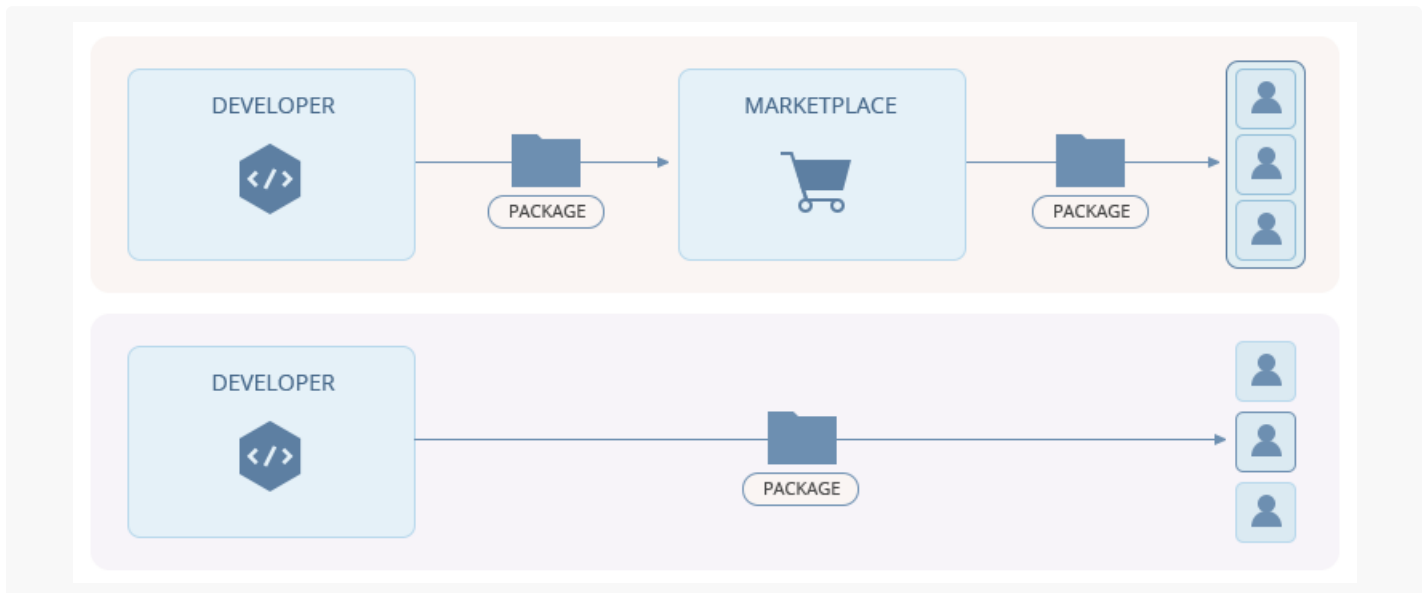 DEVELOPER
</>
PACKAGE
MARKETPLACE
PACKAGE
DEVELOPER
</>
PACKAGE